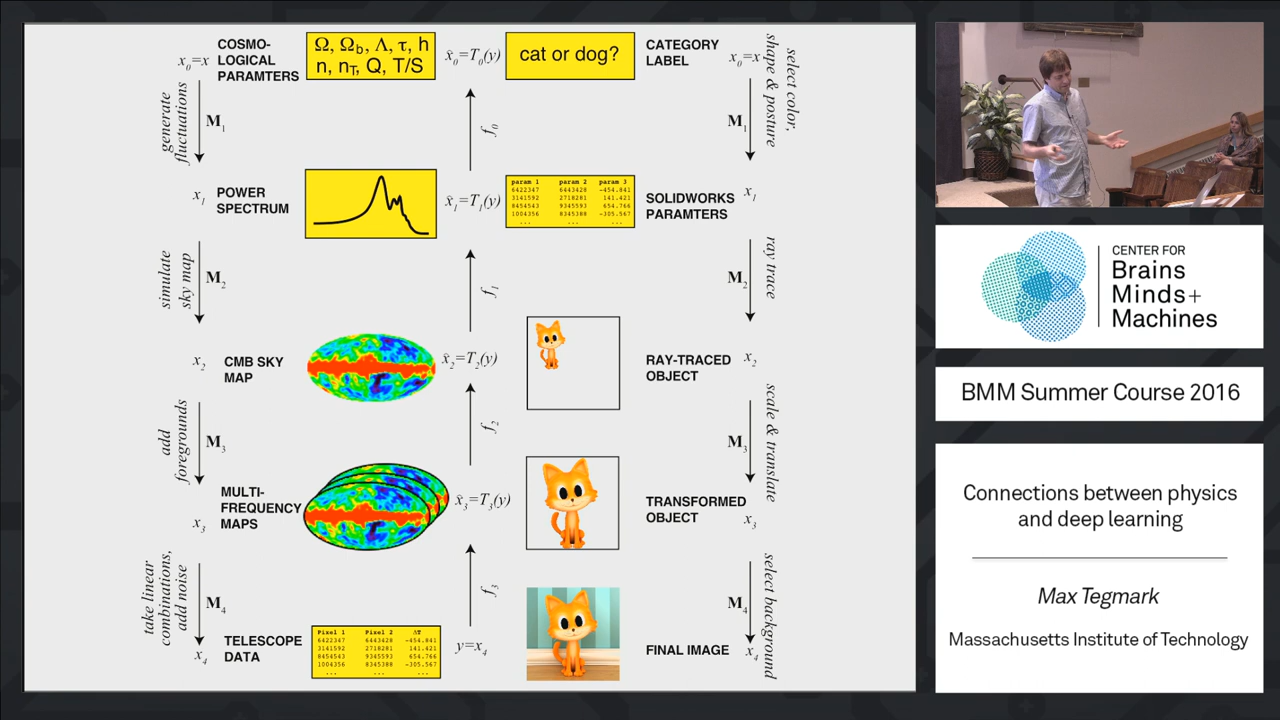 COSMO-
LOGICAL
PARAMTERS
x₀=x
Ω, Ωb, Λ, τ, h
n, nT, Q, T/S
x̂₀=T₀(y)
cat or dog?
CATEGORY
LABEL
x₀=x
select color,
shape & posture
generate
fluctuations
M₁
f₀
M₁
x₁
POWER
SPECTRUM
x̂₁=T₁(y)
param 1 param 2 param 3
6422347 6443428 -454.841
3141592 2718281 141.421
8454543 9345593 654.766
1004356 8345388 -305.567
... ... ...
SOLIDWORKS
PARAMTERS
x₁
simulate
sky map
M₂
f₁
M₂
ray trace
x₂
CMB SKY
MAP
x̂₂=T₂(y)
RAY-TRACED
OBJECT
x₂
add
foregrounds
M₃
f₂
M₃
scale & translate
MULTI-
FREQUENCY
MAPS
x₃
x̂₃=T₃(y)
TRANSFORMED
OBJECT
x₃
take linear
combinations,
add noise
M₄
f₃
M₄
select background
x₄
TELESCOPE
DATA
Pixel 1 Pixel 2 ΔT
6422347 6443428 -454.841
3141592 2718281 141.421
8454543 9345593 654.766
1004356 8345388 -305.567
... ... ...
y=x₄
FINAL IMAGE
x₄
CENTER FOR
Brains
Minds+
Machines
BMM Summer Course 2016
Connections between physics
and deep learning
Max Tegmark
Massachusetts Institute of Technology